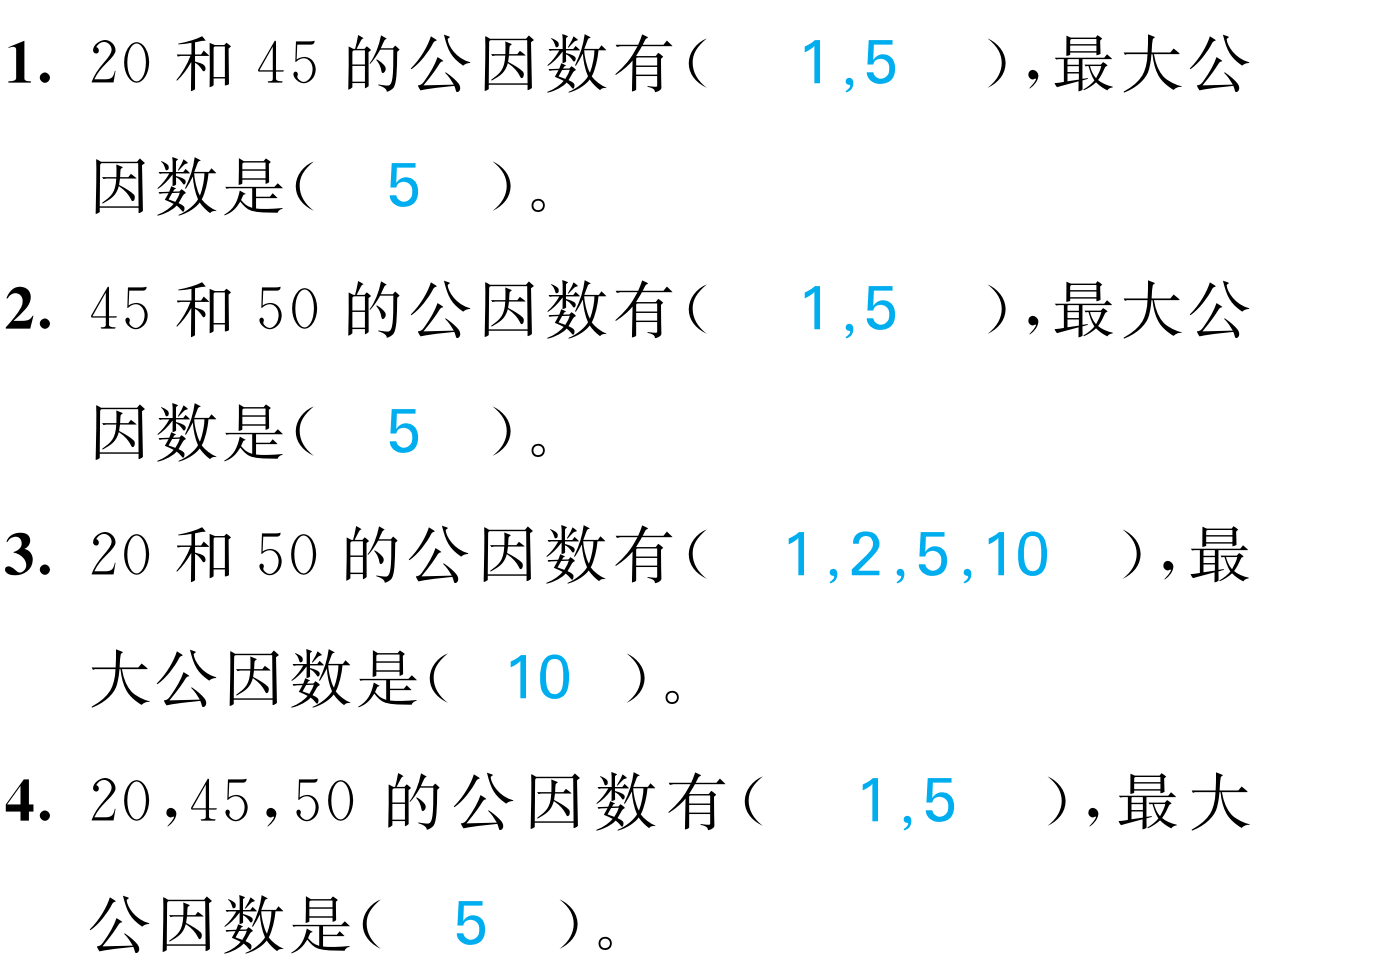 1. 20 和 45 的公因数有( 1,5 ),最大公
因数是( 5 )。
2. 45 和 50 的公因数有( 1,5 ),最大公
因数是( 5 )。
3. 20 和 50 的公因数有( 1,2,5,10 ),最
大公因数是( 10 )。
4. 20,45,50 的公因数有( 1,5 ),最大
公因数是( 5 )。